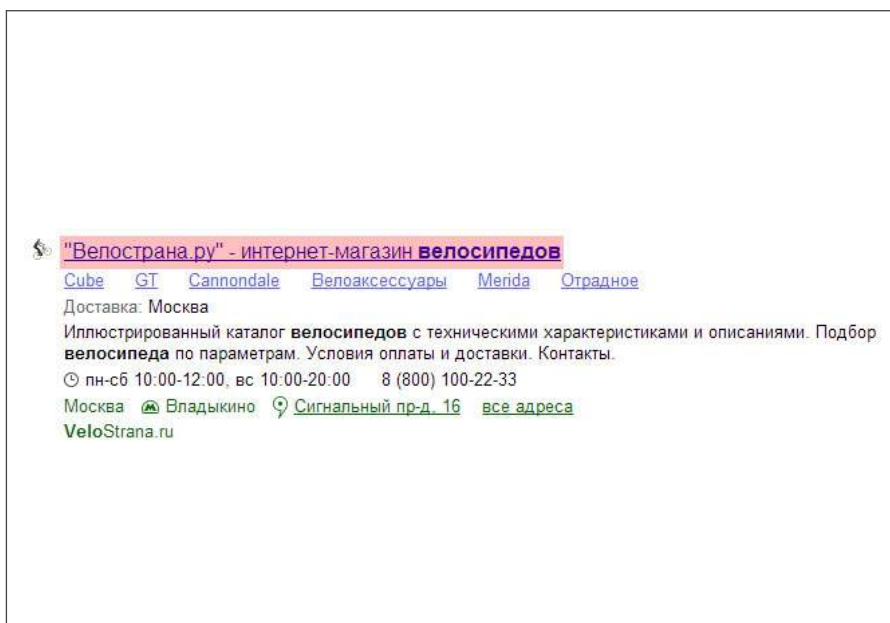 "Велострана.ру" - интернет-магазин велосипедов
Cube GT Cannondale Велоаксессуары Merida Отрадное
Доставка: Москва
Иллюстрированный каталог велосипедов с техническими характеристиками и описаниями. Подбор
велосипеда по параметрам. Условия оплаты и доставки. Контакты.
пн-сб 10:00-12:00, вс 10:00-20:00 8 (800) 100-22-33
Москва Владыкино Сигнальный пр-д, 16 все адреса
VeloStrana.ru